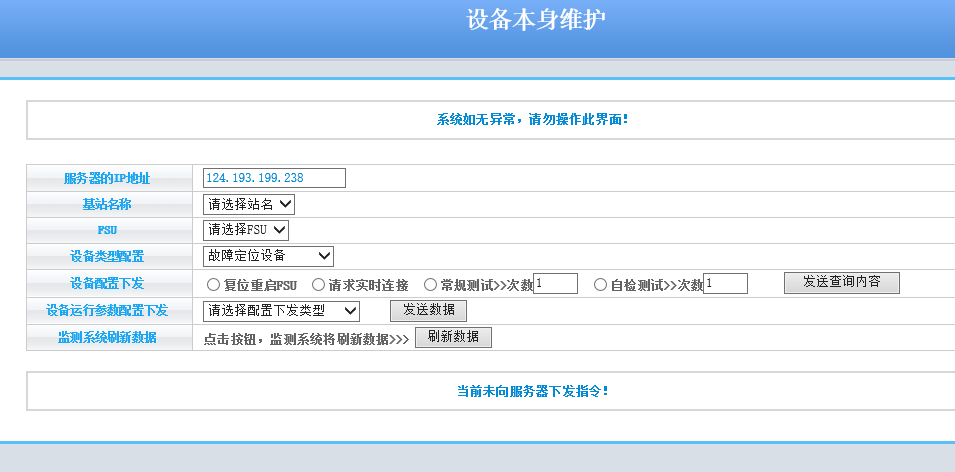 设备本身维护
系统如无异常，请勿操作此界面！
服务器的IP地址 124.193.199.238
基站名称 请选择站名
FSU 请选择FSU
设备类型配置 故障定位设备
设备配置下发 复位重启FSU 请求实时连接 常规测试>>次数 1 自检测试>>次数 1 发送查询内容
设备运行参数配置下发 请选择配置下发类型 发送数据
监测系统刷新数据 点击按钮，监测系统将刷新数据>>> 刷新数据
当前未向服务器下发指令！